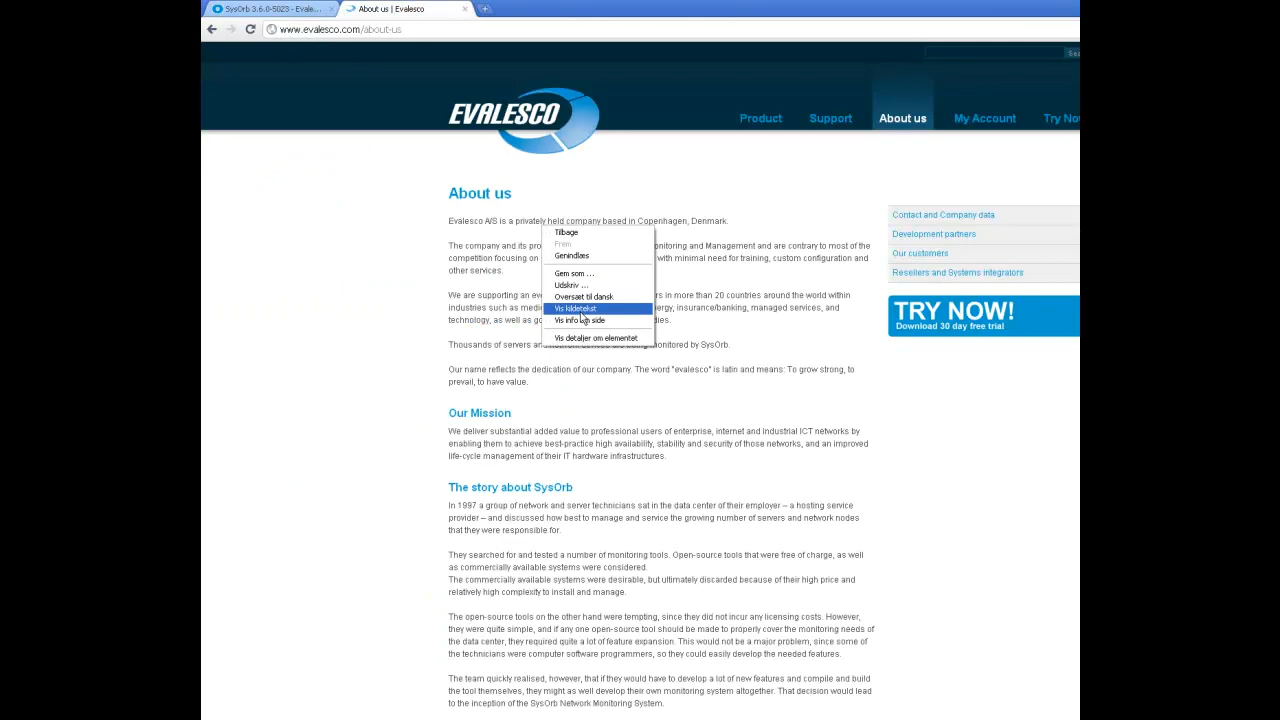 SysOrb 3.6.0-5023 - Evale...
About us | Evalesco
www.evalesco.com/about-us
EVALESCO
Product
Support
About us
My Account
Try No
About us
Evalesco A/S is a privately held company based in Copenhagen, Denmark.
The company and its pro
onitoring and Management and are contrary to most of the
competition focusing on
with minimal need for training, custom configuration and
other services.
We are supporting an ev
rs in more than 20 countries around the world within
industries such as medi
ergy, insurance/banking, managed services, and
technology, as well as go
dies.
Thousands of servers
being monitored by SysOrb.
Our name reflects the dedication of our company. The word "evalesco" is latin and means: To grow strong, to
prevail, to have value.
Tilbage
Frem
Genindlæs
Gem som ...
Udskriv ...
Oversæt til dansk
Vis kildetekst
Vis info om side
Vis detaljer om elementet
Our Mission
We deliver substantial added value to professional users of enterprise, internet and industrial ICT networks by
enabling them to achieve best-practice high availability, stability and security of those networks, and an improved
life-cycle management of their IT hardware infrastructures.
The story about SysOrb
In 1997 a group of network and server technicians sat in the data center of their employer – a hosting service
provider – and discussed how best to manage and service the growing number of servers and network nodes
that they were responsible for.
They searched for and tested a number of monitoring tools. Open-source tools that were free of charge, as well
as commercially available systems were considered.
The commercially available systems were desirable, but ultimately discarded because of their high price and
relatively high complexity to install and manage.
The open-source tools on the other hand were tempting, since they did not incur any licensing costs. However,
they were quite simple, and if any one open-source tool should be made to properly cover the monitoring needs of
the data center, they required quite a lot of feature expansion. This would not be a major problem, since some of
the technicians were computer software programmers, so they could easily develop the needed features.
The team quickly realised, however, that if they would have to develop a lot of new features and compile and build
the tool themselves, they might as well develop their own monitoring system altogether. That decision would lead
to the inception of the SysOrb Network Monitoring System.
Contact and Company data
Development partners
Our customers
Resellers and Systems integrators
TRY NOW!
Download 30 day free trial